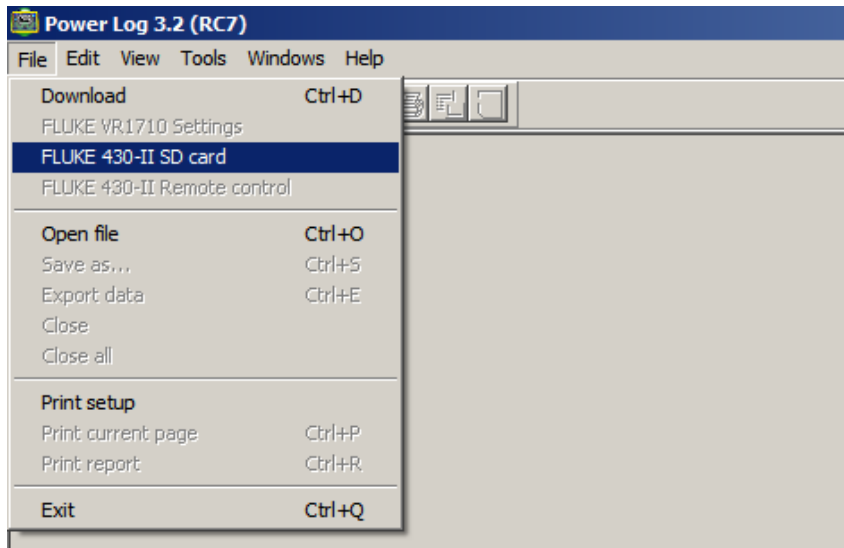 Power Log 3.2 (RC7)
File Edit View Tools Windows Help
Download Ctrl+D
FLUKE VR1710 Settings
FLUKE 430-II SD card
FLUKE 430-II Remote control
Open file Ctrl+O
Save as... Ctrl+S
Export data Ctrl+E
Close
Close all
Print setup
Print current page Ctrl+P
Print report Ctrl+R
Exit Ctrl+Q